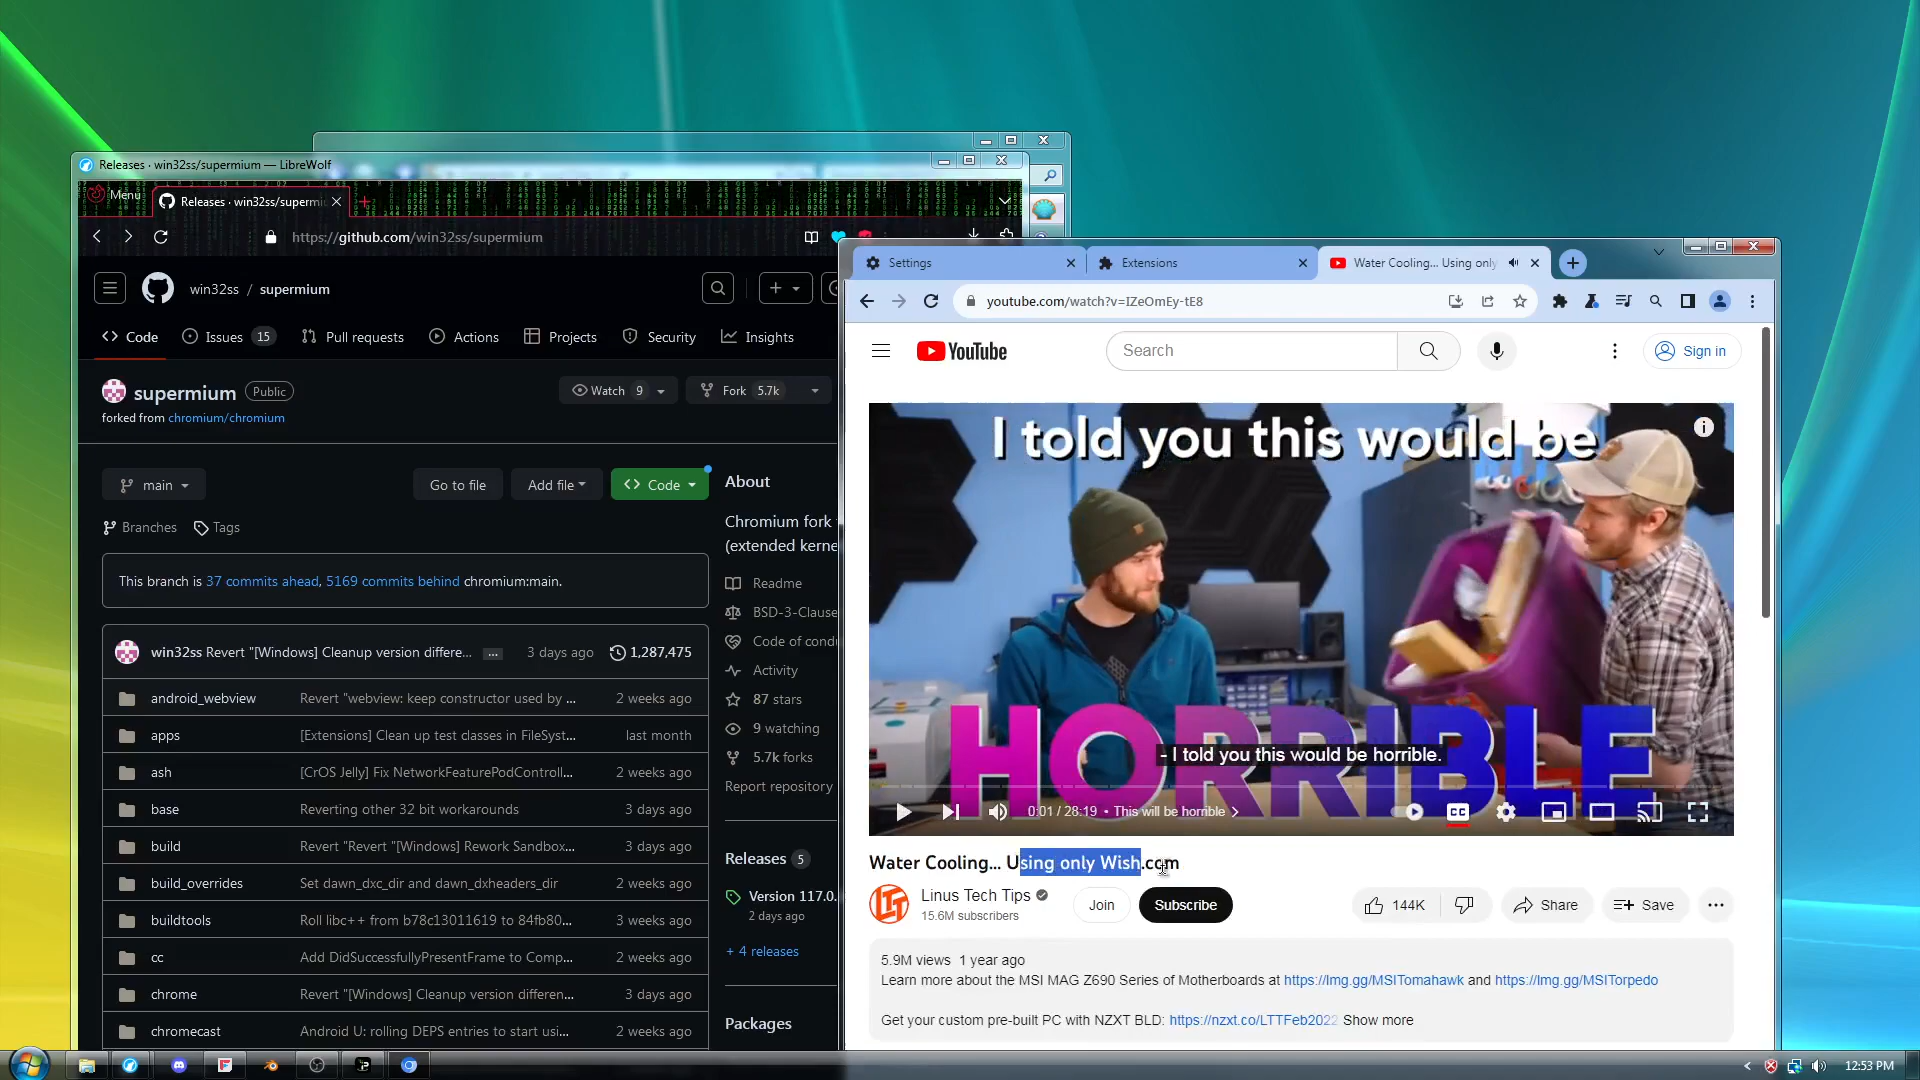 Releases · win32ss/supermium — LibreWolf
Menu
Releases · win32ss/supermi
https://github.com/win32ss/supermium
win32ss / supermium
Code
Issues 15
Pull requests
Actions
Projects
Security
Insights
supermium Public
forked from chromium/chromium
Watch 9
Fork 5.7k
main
Go to file
Add file
Code
Branches
Tags
This branch is 37 commits ahead, 5169 commits behind chromium:main.
win32ss Revert "[Windows] Cleanup version differe... ... 3 days ago 1,287,475
android_webview Revert "webview: keep constructor used by ... 2 weeks ago
apps [Extensions] Clean up test classes in FileSyst... last month
ash [CrOS Jelly] Fix NetworkFeaturePodControll... 2 weeks ago
base Reverting other 32 bit workarounds 3 days ago
build Revert "Revert "[Windows] Rework Sandbox... 3 days ago
build_overrides Set dawn_dxc_dir and dawn_dxheaders_dir 2 weeks ago
buildtools Roll libc++ from b78c13011619 to 84fb80... 3 weeks ago
cc Add DidSuccessfullyPresentFrame to Comp... 2 weeks ago
chrome Revert "[Windows] Cleanup version differen... 3 days ago
chromecast Android U: rolling DEPS entries to start usi... 2 weeks ago
About
Chromium fork
(extended kerne
Readme
BSD-3-Clause
Code of condu
Activity
87 stars
9 watching
5.7k forks
Report repository
Releases 5
Version 117.0.
2 days ago
+ 4 releases
Packages
Settings
Extensions
Water Cooling... Using only
youtube.com/watch?v=IZeOmEy-tE8
YouTube
Search
Sign in
I told you this would be
HORRIBLE
- I told you this would be horrible.
0:01 / 28:19 • This will be horrible
CC
Water Cooling... Using only Wish.com
Linus Tech Tips
15.6M subscribers
Join
Subscribe
144K
Share
Save
5.9M views 1 year ago
Learn more about the MSI MAG Z690 Series of Motherboards at https://lmg.gg/MSITomahawk and https://lmg.gg/MSITorpedo
Get your custom pre-built PC with NZXT BLD: https://nzxt.co/LTTFeb2022 Show more
12:53 PM